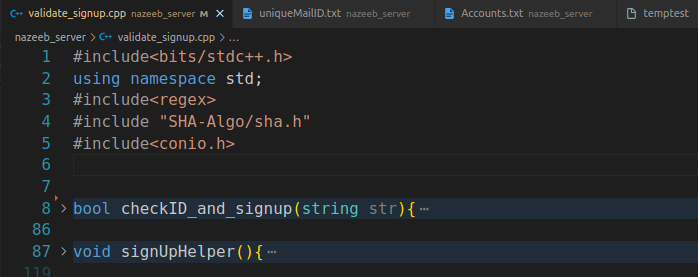 validate_signup.cpp nazeeb_server M uniqueMailID.txt nazeeb_server Accounts.txt nazeeb_server temptest
nazeeb_server > validate_signup.cpp > ...
1 #include<bits/stdc++.h>
2 using namespace std;
3 #include<regex>
4 #include "SHA-Algo/sha.h"
5 #include<conio.h>
6
7
8 > bool checkID_and_signup(string str){ ...
86
87 > void signUpHelper(){ ...
119